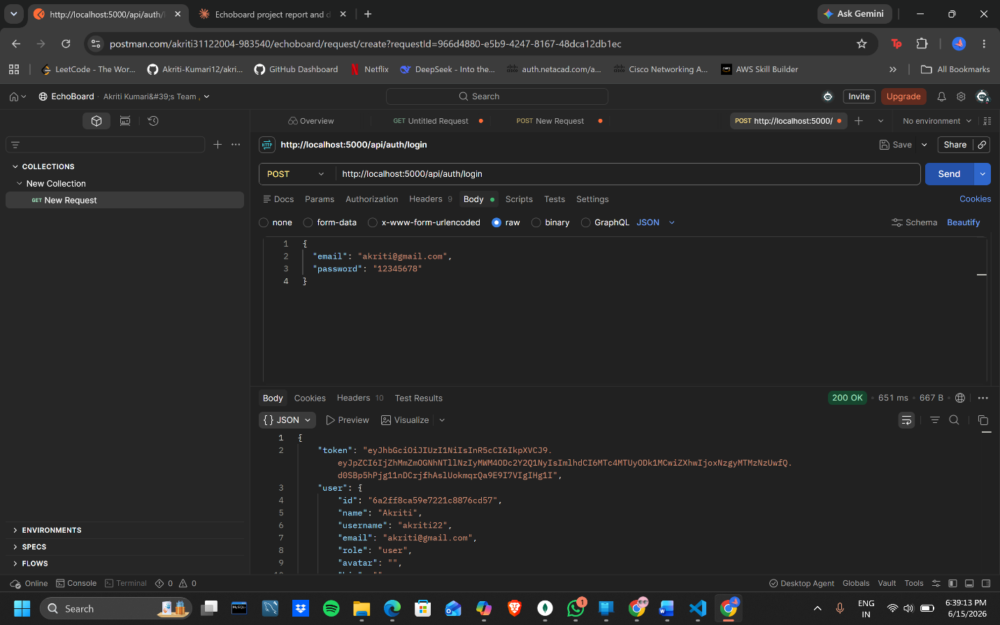 http://localhost:5000/api/auth/l
Echoboard project report and d
Ask Gemini
postman.com/akriti31122004-983540/echoboard/request/create?requestId=966d4880-e5b9-4247-8167-48dca12db1ec
LeetCode - The Wor...
Akriti-Kumari12/akri...
GitHub Dashboard
Netflix
DeepSeek - Into the...
auth.netacad.com/a...
Cisco Networking A...
AWS Skill Builder
All Bookmarks
EchoBoard
Akriti Kumari&#39;s Team ,
Search
Invite
Upgrade
Overview
GET Untitled Request
POST New Request
POST http://localhost:5000/
No environment
HTTP http://localhost:5000/api/auth/login
Save
Share
COLLECTIONS
New Collection
GET New Request
POST
http://localhost:5000/api/auth/login
Send
Docs
Params
Authorization
Headers 9
Body
Scripts
Tests
Settings
Cookies
none
form-data
x-www-form-urlencoded
raw
binary
GraphQL
JSON
Schema
Beautify
1 {
2 "email": "akriti@gmail.com",
3 "password": "12345678"
4 }
Body
Cookies
Headers 10
Test Results
200 OK • 651 ms • 667 B
{} JSON
Preview
Visualize
1 {
2 "token": "eyJhbGciOiJIUzI1NiIsInR5cCI6IkpXVCJ9.
eyJpZCI6IjZhMmZmOGNhNTllNzIyMWM4ODc2Y2Q1NyIsImlhdCI6MTc4MTUyODk1MCwiZXhwIjoxNzgyMTMzNzUwfQ.
d0SBp5hPjg11nDCrjfhAslUokmqrQa9E9I7VIgIHg1I",
3 "user": {
4 "id": "6a2ff8ca59e7221c8876cd57",
5 "name": "Akriti",
6 "username": "akriti22",
7 "email": "akriti@gmail.com",
8 "role": "user",
9 "avatar": "",
ENVIRONMENTS
SPECS
FLOWS
Online
Console
Terminal
0
0
Desktop Agent
Globals
Vault
Tools
Search
1
ENG
IN
6:39:13 PM
6/15/2026